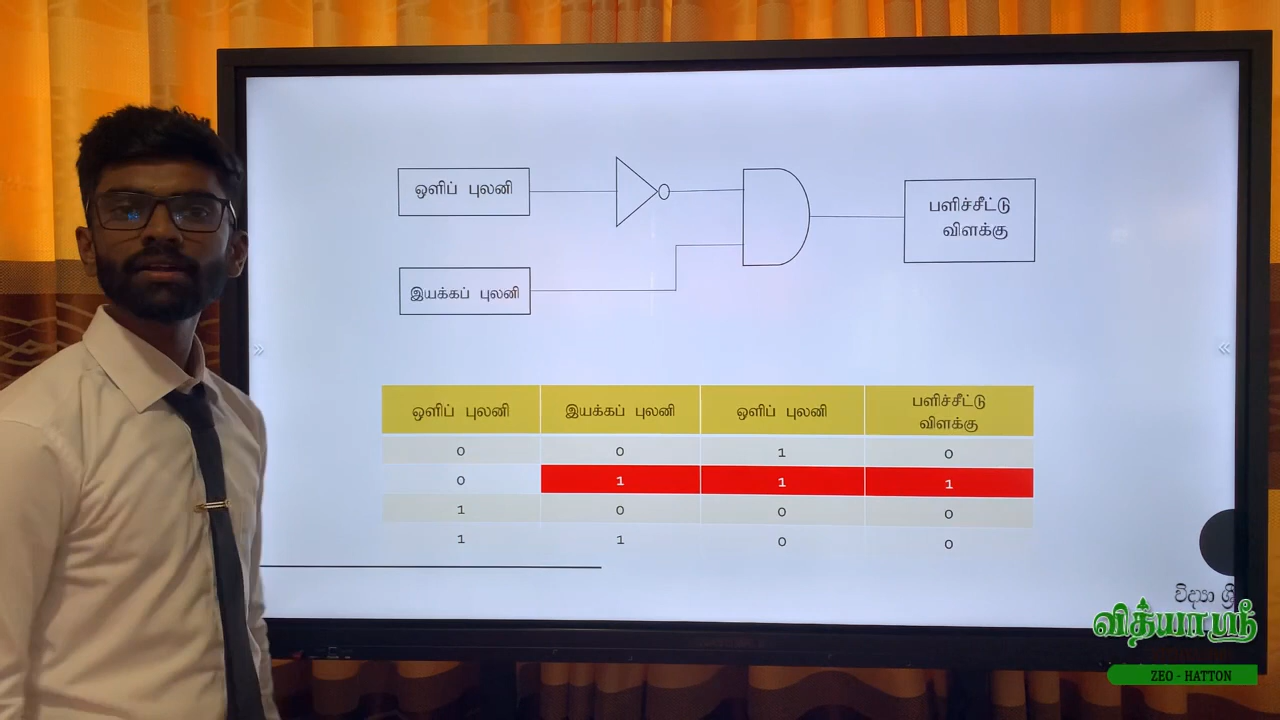 ஒளிப் புலனி
பளிச்சீட்டு
விளக்கு
இயக்கப் புலனி
ஒளிப் புலனி இயக்கப் புலனி ஒளிப் புலனி பளிச்சீட்டு விளக்கு
0 0 1 0
0 1 1 1
1 0 0 0
1 1 0 0
විද්‍යා ශ්‍රී
வித்யா ஸ்ரீ
ZEO - HATTON